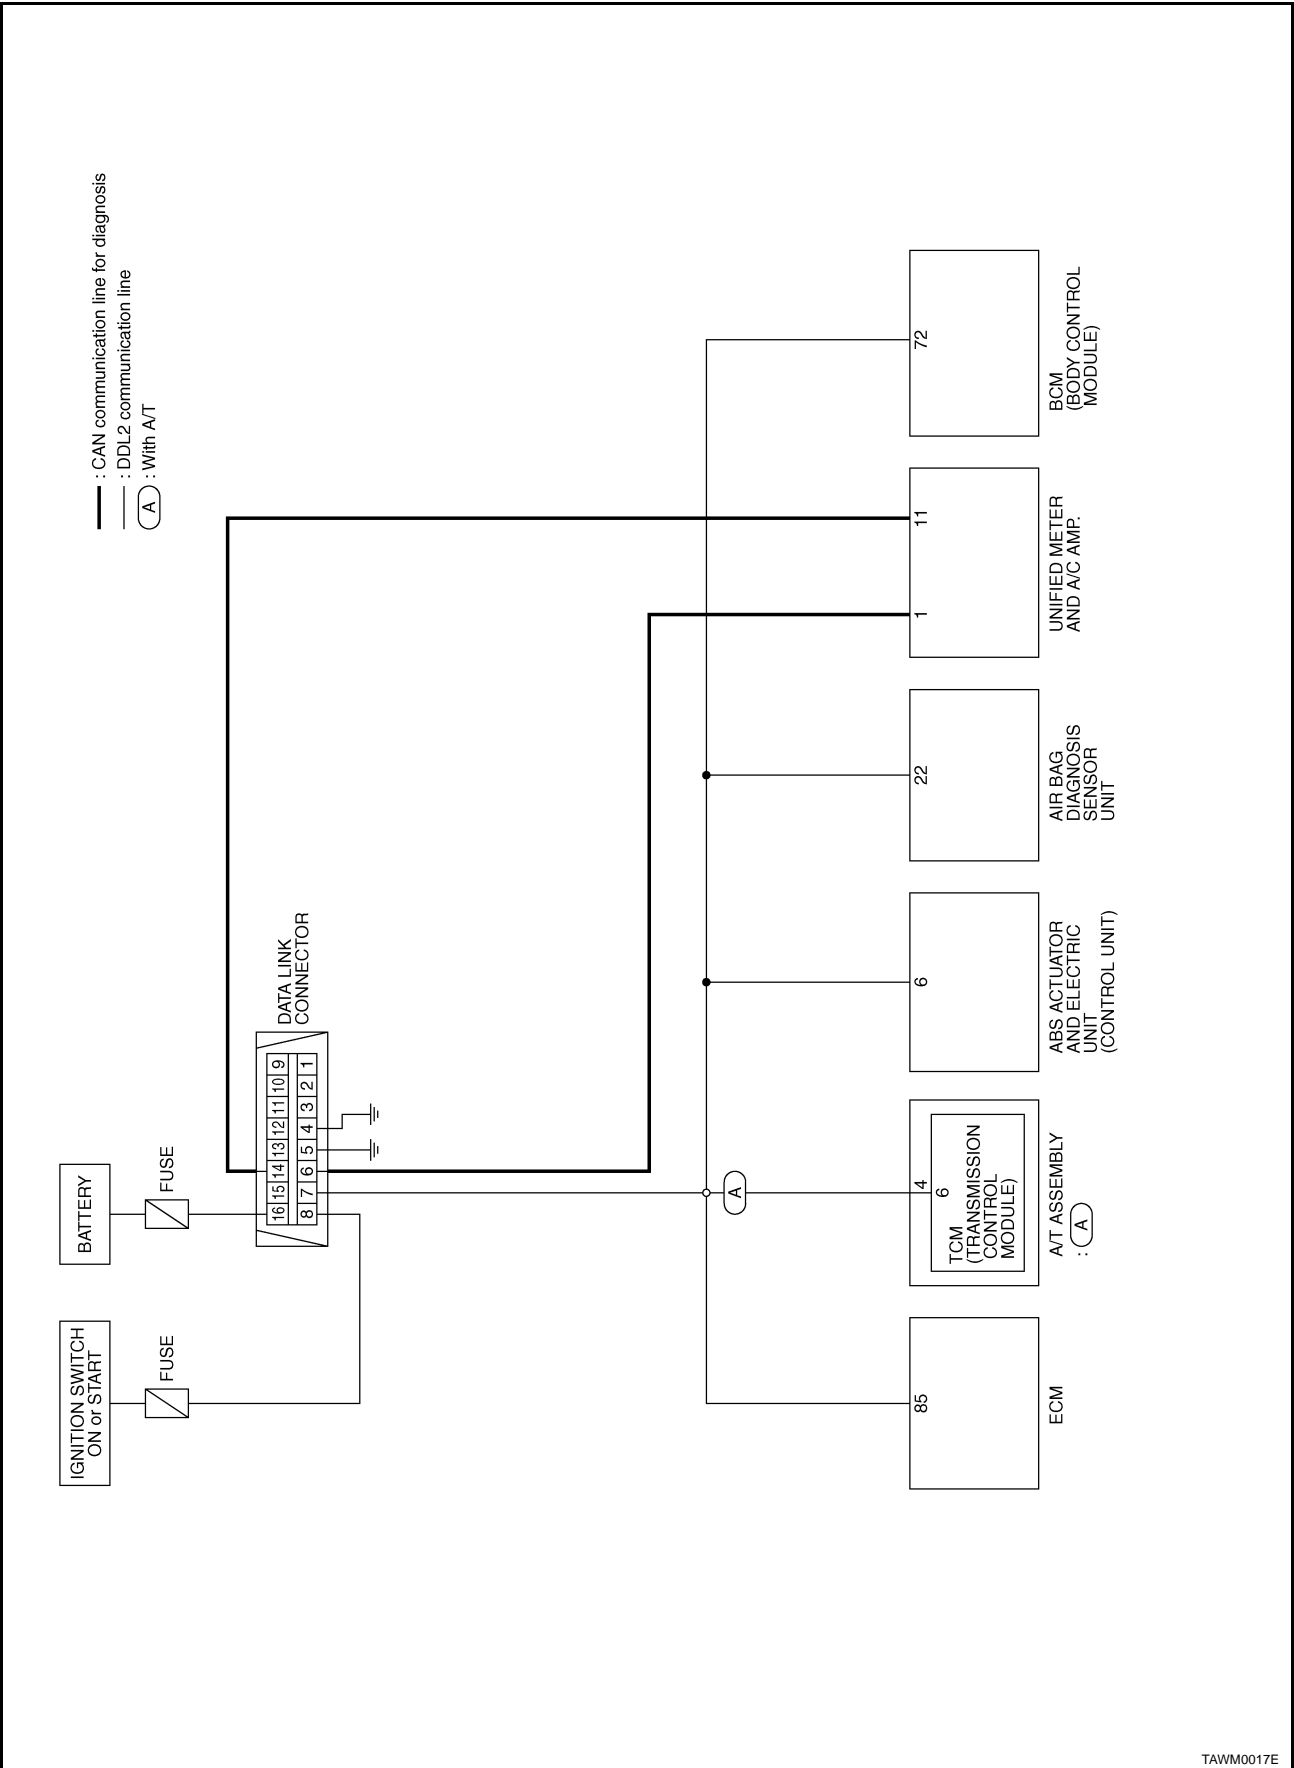 : CAN communication line for diagnosis
: DDL2 communication line
A : With A/T
IGNITION SWITCH
ON or START
BATTERY
FUSE
FUSE
DATA LINK
CONNECTOR
16 15 14 13 12 11 10 9
8 7 6 5 4 3 2 1
A
85
4
6
6
22
1
11
72
ECM
TCM
(TRANSMISSION
CONTROL
MODULE)
A/T ASSEMBLY
: A
ABS ACTUATOR
AND ELECTRIC
UNIT
(CONTROL UNIT)
AIR BAG
DIAGNOSIS
SENSOR
UNIT
UNIFIED METER
AND A/C AMP.
BCM
(BODY CONTROL
MODULE)
TAWM0017E